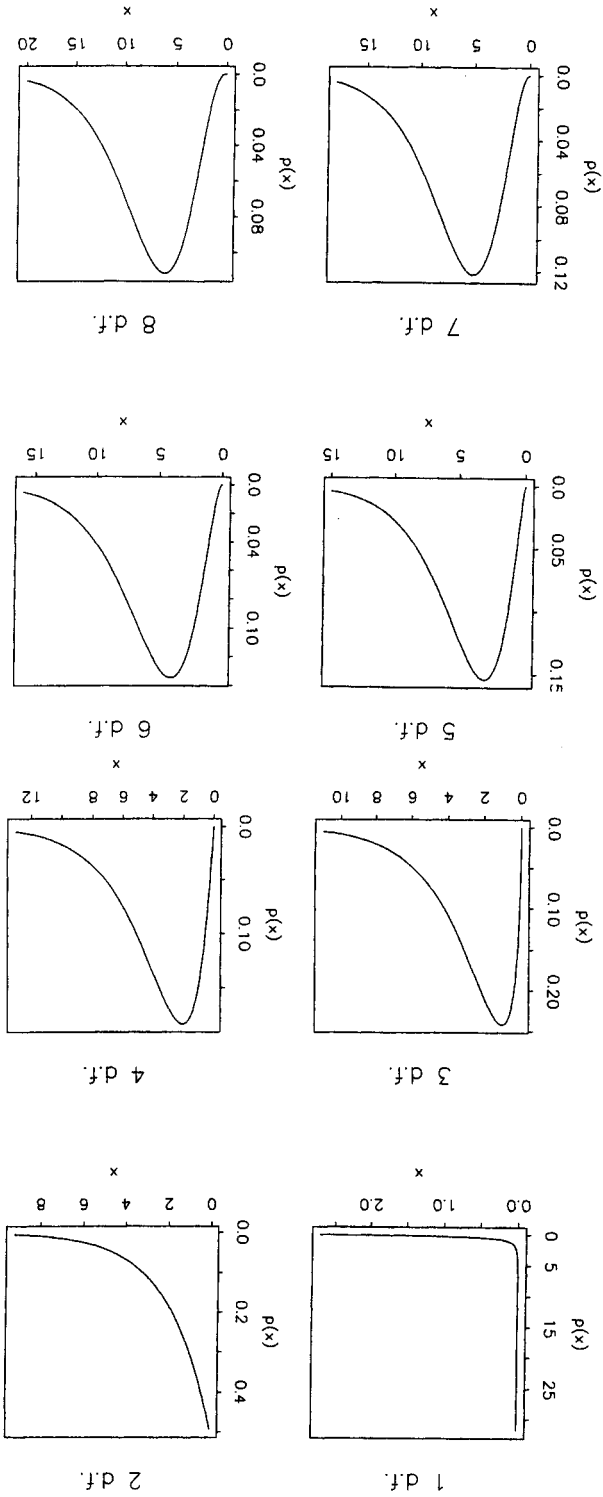 1 d.f.
p(x)
0 5 15 25
0.0 1.0 2.0
x
2 d.f.
p(x)
0.0 0.2 0.4
0 2 4 6 8
x
3 d.f.
p(x)
0.0 0.10 0.20
0 2 4 6 8 10
x
4 d.f.
p(x)
0.0 0.10
0 2 4 6 8 12
x
5 d.f.
p(x)
0.0 0.05 0.15
0 5 10 15
x
6 d.f.
p(x)
0.0 0.04 0.10
0 5 10 15
x
7 d.f.
p(x)
0.0 0.04 0.08 0.12
0 5 10 15
x
8 d.f.
p(x)
0.0 0.04 0.08
0 5 10 15 20
x